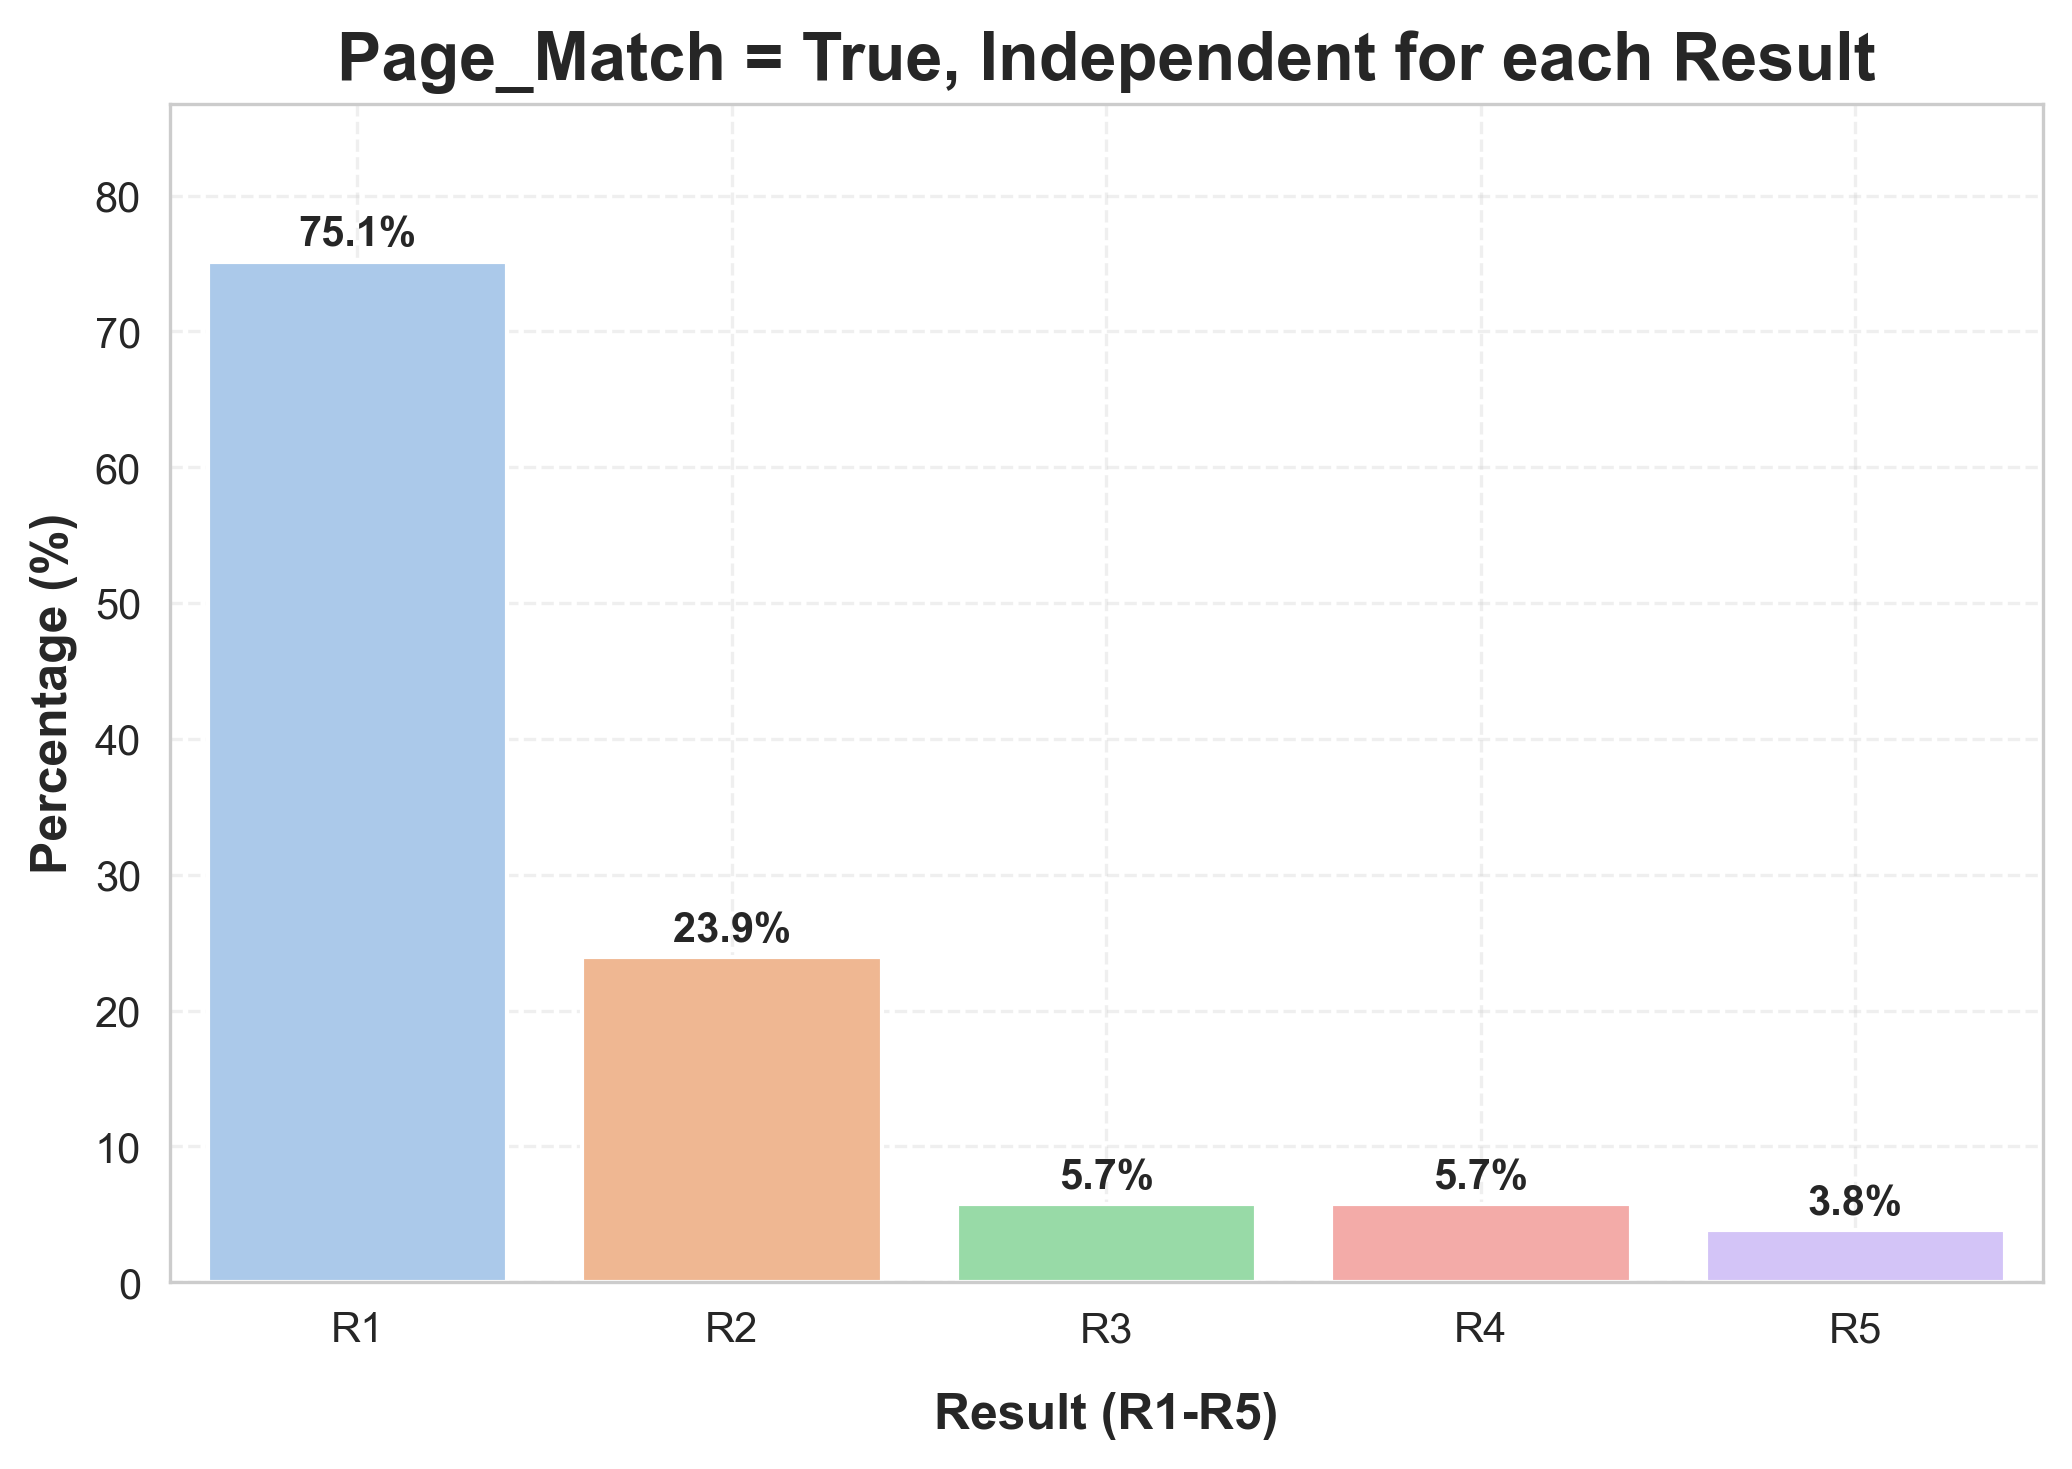 Page_Match = True, Independent for each Result
Percentage (%)
80
70
60
50
40
30
20
10
0
75.1%
23.9%
5.7%
5.7%
3.8%
R1
R2
R3
R4
R5
Result (R1-R5)